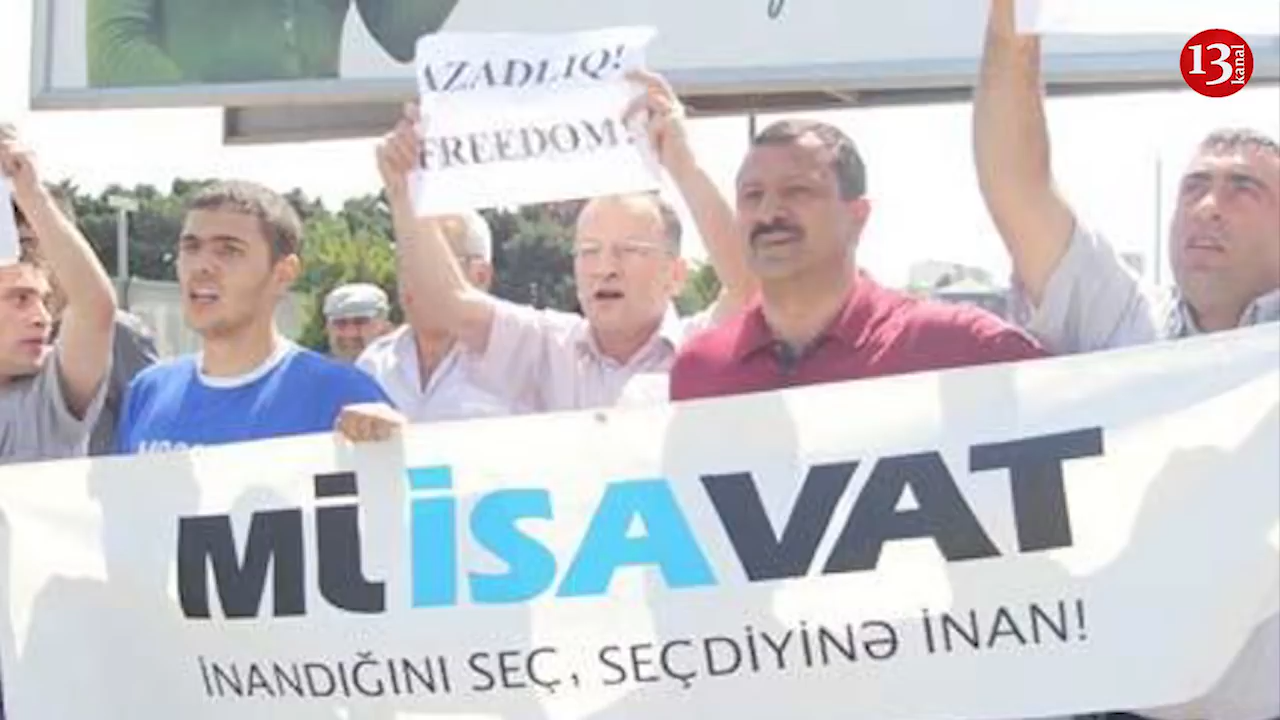 AZADLIQ!
FREEDOM!
13
kanal
MÜSAVAT
İNANDIĞINI SEÇ, SEÇDİYİNƏ İNAN!